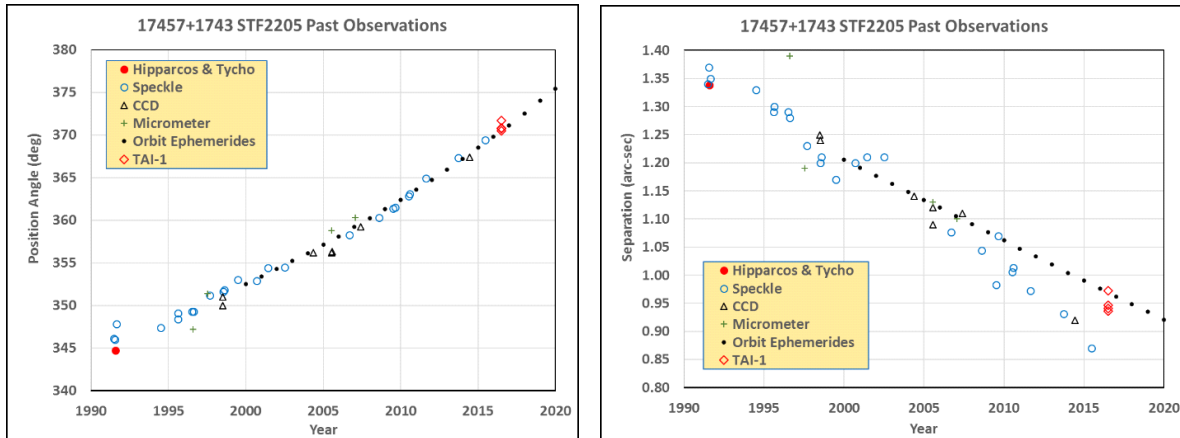 17457+1743 STF2205 Past Observations
380
375
370
365
360
355
350
345
340
Position Angle (deg)
Hipparcos & Tycho
Speckle
CCD
Micrometer
Orbit Ephemerides
TAI-1
1990 1995 2000 2005 2010 2015 2020
Year
17457+1743 STF2205 Past Observations
1.40
1.35
1.30
1.25
1.20
1.15
1.10
1.05
1.00
0.95
0.90
0.85
0.80
Separation (arc-sec)
Hipparcos & Tycho
Speckle
CCD
Micrometer
Orbit Ephemerides
TAI-1
1990 1995 2000 2005 2010 2015 2020
Year